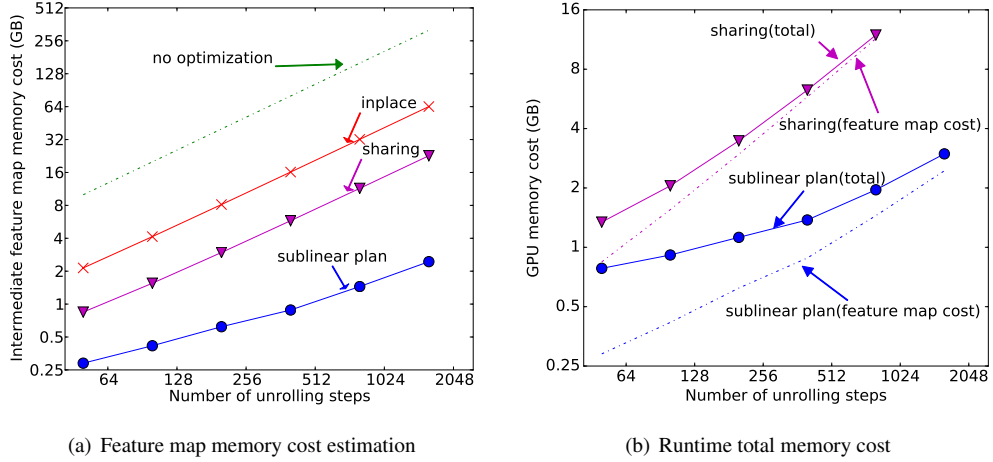 Intermediate feature map memory cost (GB)
512
256
128
64
32
16
8
4
2
1
0.5
0.25
no optimization
inplace
sharing
sublinear plan
64 128 256 512 1024 2048
Number of unrolling steps
(a) Feature map memory cost estimation
GPU memory cost (GB)
16
8
4
2
1
0.5
0.25
sharing(total)
sharing(feature map cost)
sublinear plan(total)
sublinear plan(feature map cost)
64 128 256 512 1024 2048
Number of unrolling steps
(b) Runtime total memory cost